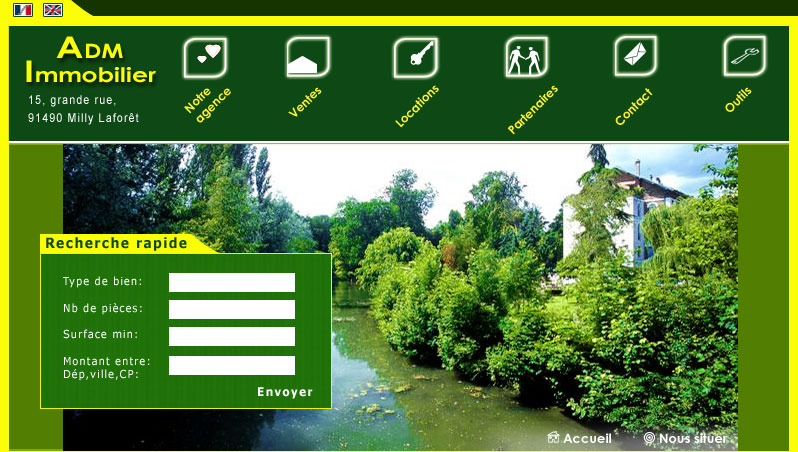 ADM
Immobilier
15, grande rue,
91490 Milly Laforêt
Notre
agence
Ventes
Locations
Partenaires
Contact
Outils
Recherche rapide
Type de bien:
Nb de pièces:
Surface min:
Montant entre:
Dép,ville,CP:
Envoyer
Accueil
Nous situer